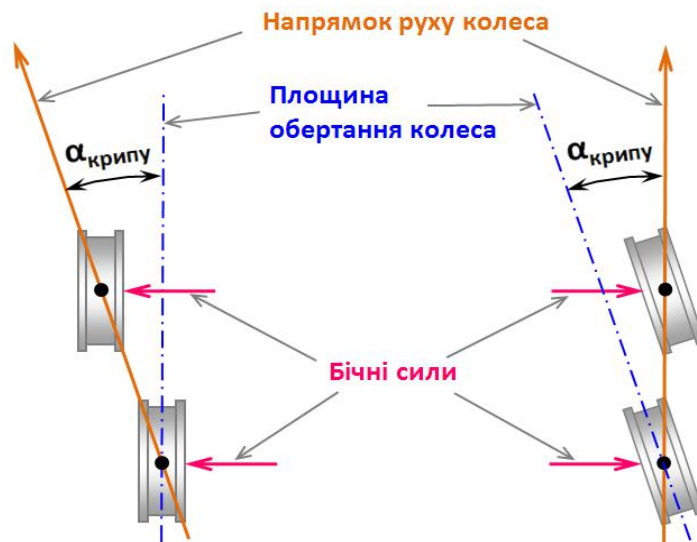 Напрямок руху колеса
Площина
обертання колеса
αкрипу
αкрипу
Бічні сили